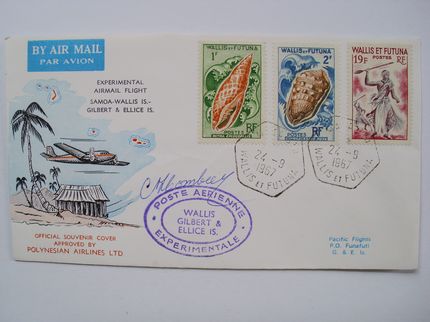 BY AIR MAIL
PAR AVION
EXPERIMENTAL
AIRMAIL FLIGHT
SAMOA-WALLIS IS.-
GILBERT & ELLICE IS.
OFFICIAL SOUVENIR COVER
APPROVED BY
POLYNESIAN AIRLINES LTD
WALLIS ET FUTUNA
1F
POSTES RF
WALLIS ET FUTUNA
2F
POSTES RF
WALLIS ET FUTUNA
19F POSTES RF
24-9
1967
WALLIS ET FUTUNA
24-9
1967
WALLIS ET FUTUNA
POSTE AERIENNE
WALLIS
GILBERT &
ELLICE IS.
EXPERIMENTALE
Pacific Flights
P.O. Funafuti
G. & E. Is.